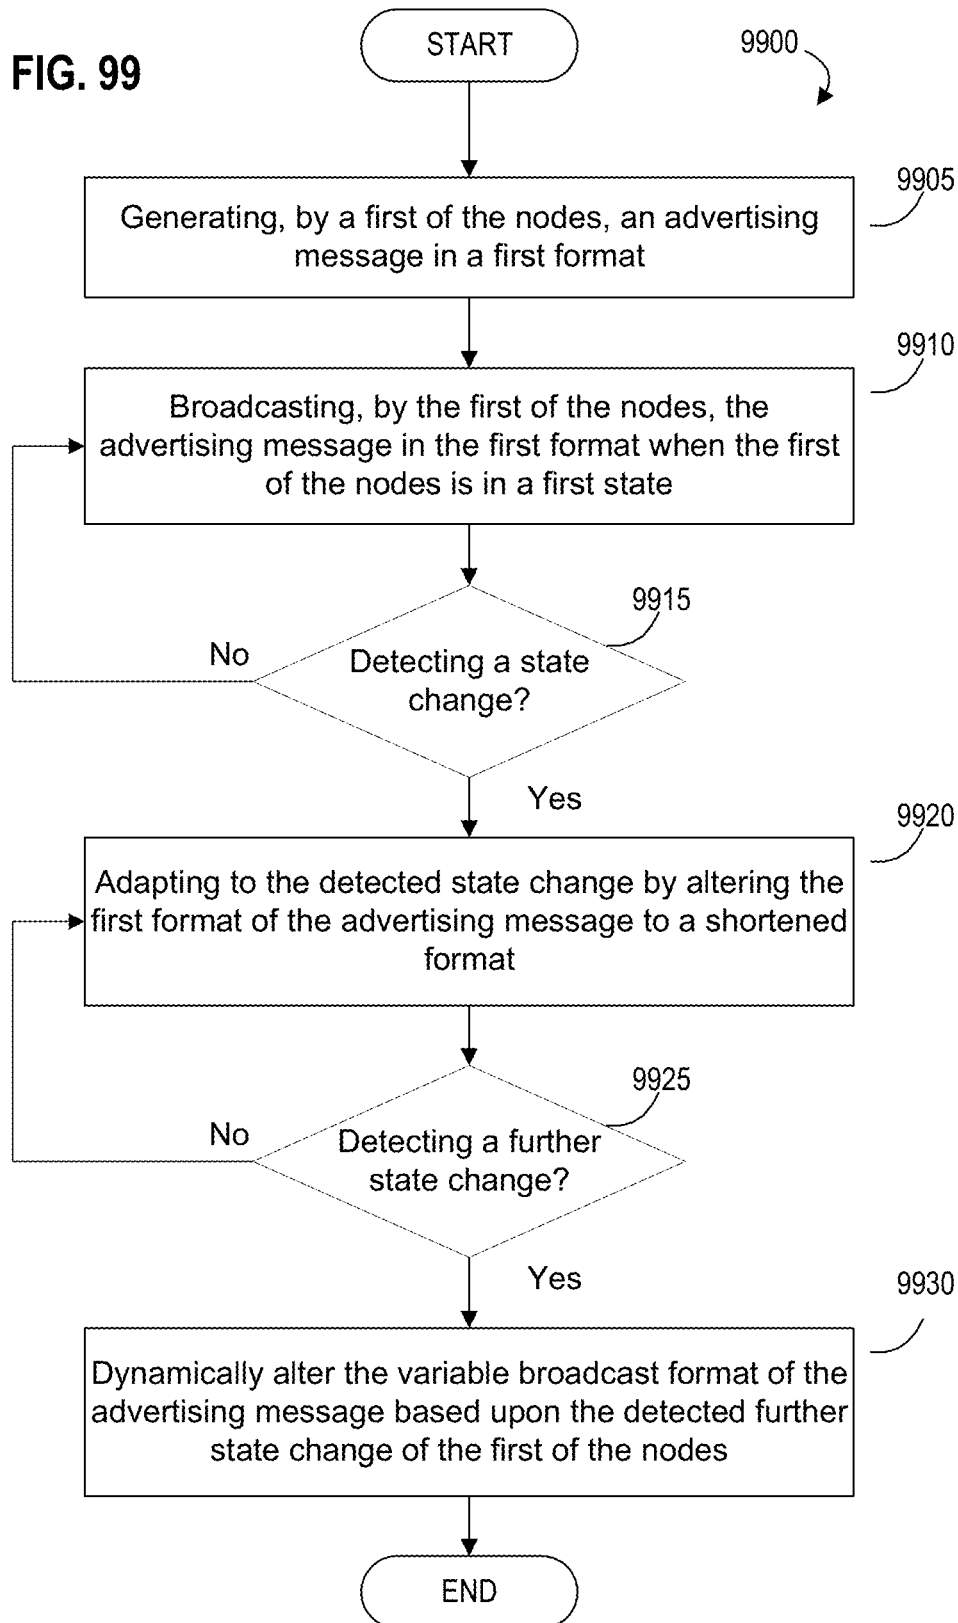 FIG. 99
START
9900
9905
Generating, by a first of the nodes, an advertising
message in a first format
9910
Broadcasting, by the first of the nodes, the
advertising message in the first format when the first
of the nodes is in a first state
9915
No
Detecting a state
change?
Yes
9920
Adapting to the detected state change by altering the
first format of the advertising message to a shortened
format
9925
No
Detecting a further
state change?
Yes
9930
Dynamically alter the variable broadcast format of the
advertising message based upon the detected further
state change of the first of the nodes
END